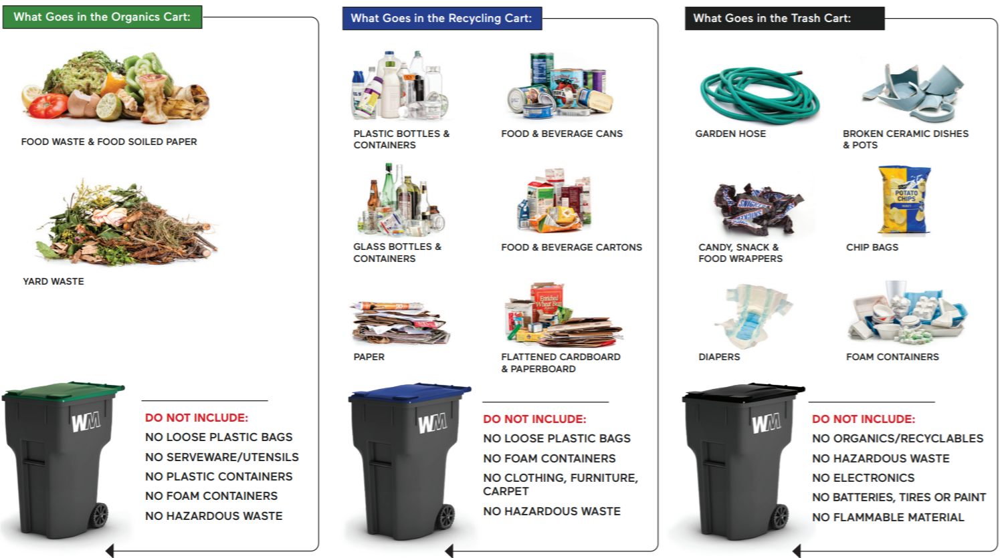 What Goes in the Organics Cart:
FOOD WASTE & FOOD SOILED PAPER
YARD WASTE
WM
DO NOT INCLUDE:
NO LOOSE PLASTIC BAGS
NO SERVEWARE/UTENSILS
NO PLASTIC CONTAINERS
NO FOAM CONTAINERS
NO HAZARDOUS WASTE
What Goes in the Recycling Cart:
PLASTIC BOTTLES &
CONTAINERS
FOOD & BEVERAGE CANS
GLASS BOTTLES &
CONTAINERS
FOOD & BEVERAGE CARTONS
PAPER
Enriched
FLATTENED CARDBOARD
& PAPERBOARD
WM
DO NOT INCLUDE:
NO LOOSE PLASTIC BAGS
NO FOAM CONTAINERS
NO CLOTHING, FURNITURE,
CARPET
NO HAZARDOUS WASTE
What Goes in the Trash Cart:
GARDEN HOSE
BROKEN CERAMIC DISHES
& POTS
SNICKERS
CANDY, SNACK &
FOOD WRAPPERS
POTATO
CHIPS
CHIP BAGS
DIAPERS
FOAM CONTAINERS
WM
DO NOT INCLUDE:
NO ORGANICS/RECYCLABLES
NO HAZARDOUS WASTE
NO ELECTRONICS
NO BATTERIES, TIRES OR PAINT
NO FLAMMABLE MATERIAL